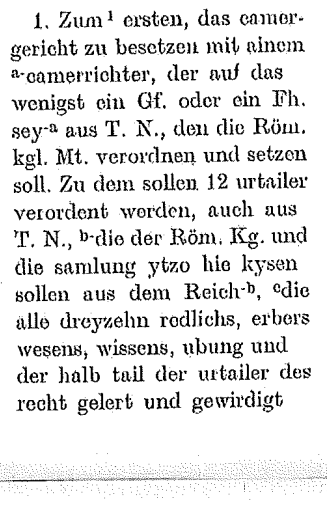 1. Zum¹ ersten, das camer-
gericht zu besetzen mit ainem
ᵃ-camerrichter, der auf das
wenigst ein Gf. oder ein Fh.
sey-ᵃ aus T. N., den die Röm.
kgl. Mt. verordnen und setzen
soll. Zu dem sollen 12 urtailer
verordent werden, auch aus
T. N., ᵇ-die der Röm. Kg. und
die samlung ytzo hie kysen
sollen aus dem Reich-ᵇ, ᶜdie
alle dreyzehn redlichs, erbers
wesens, wissens, ubung und
der halb tail der urtailer des
recht gelert und gewirdigt